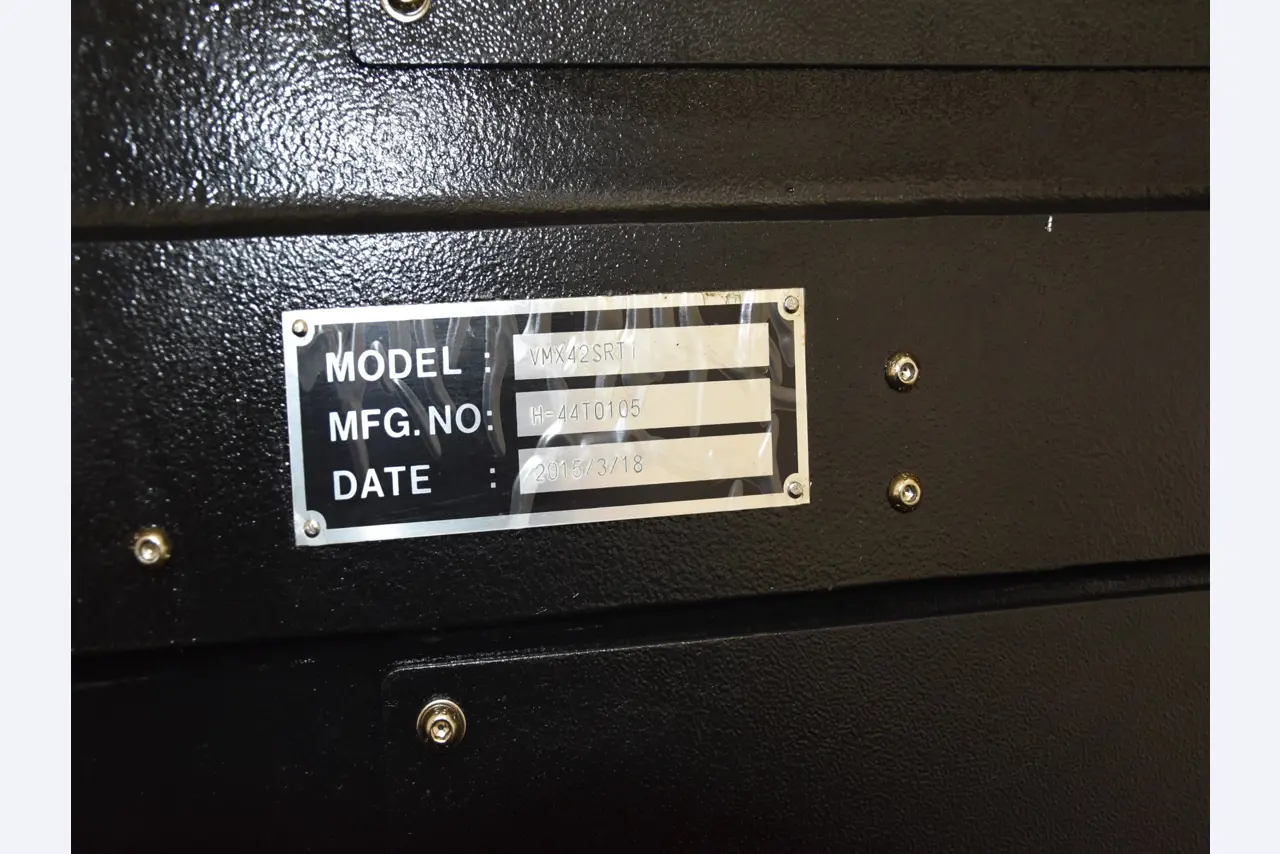 MODEL : VMX42SRTi
MFG. NO: H-44T0105
DATE : 2015/3/18